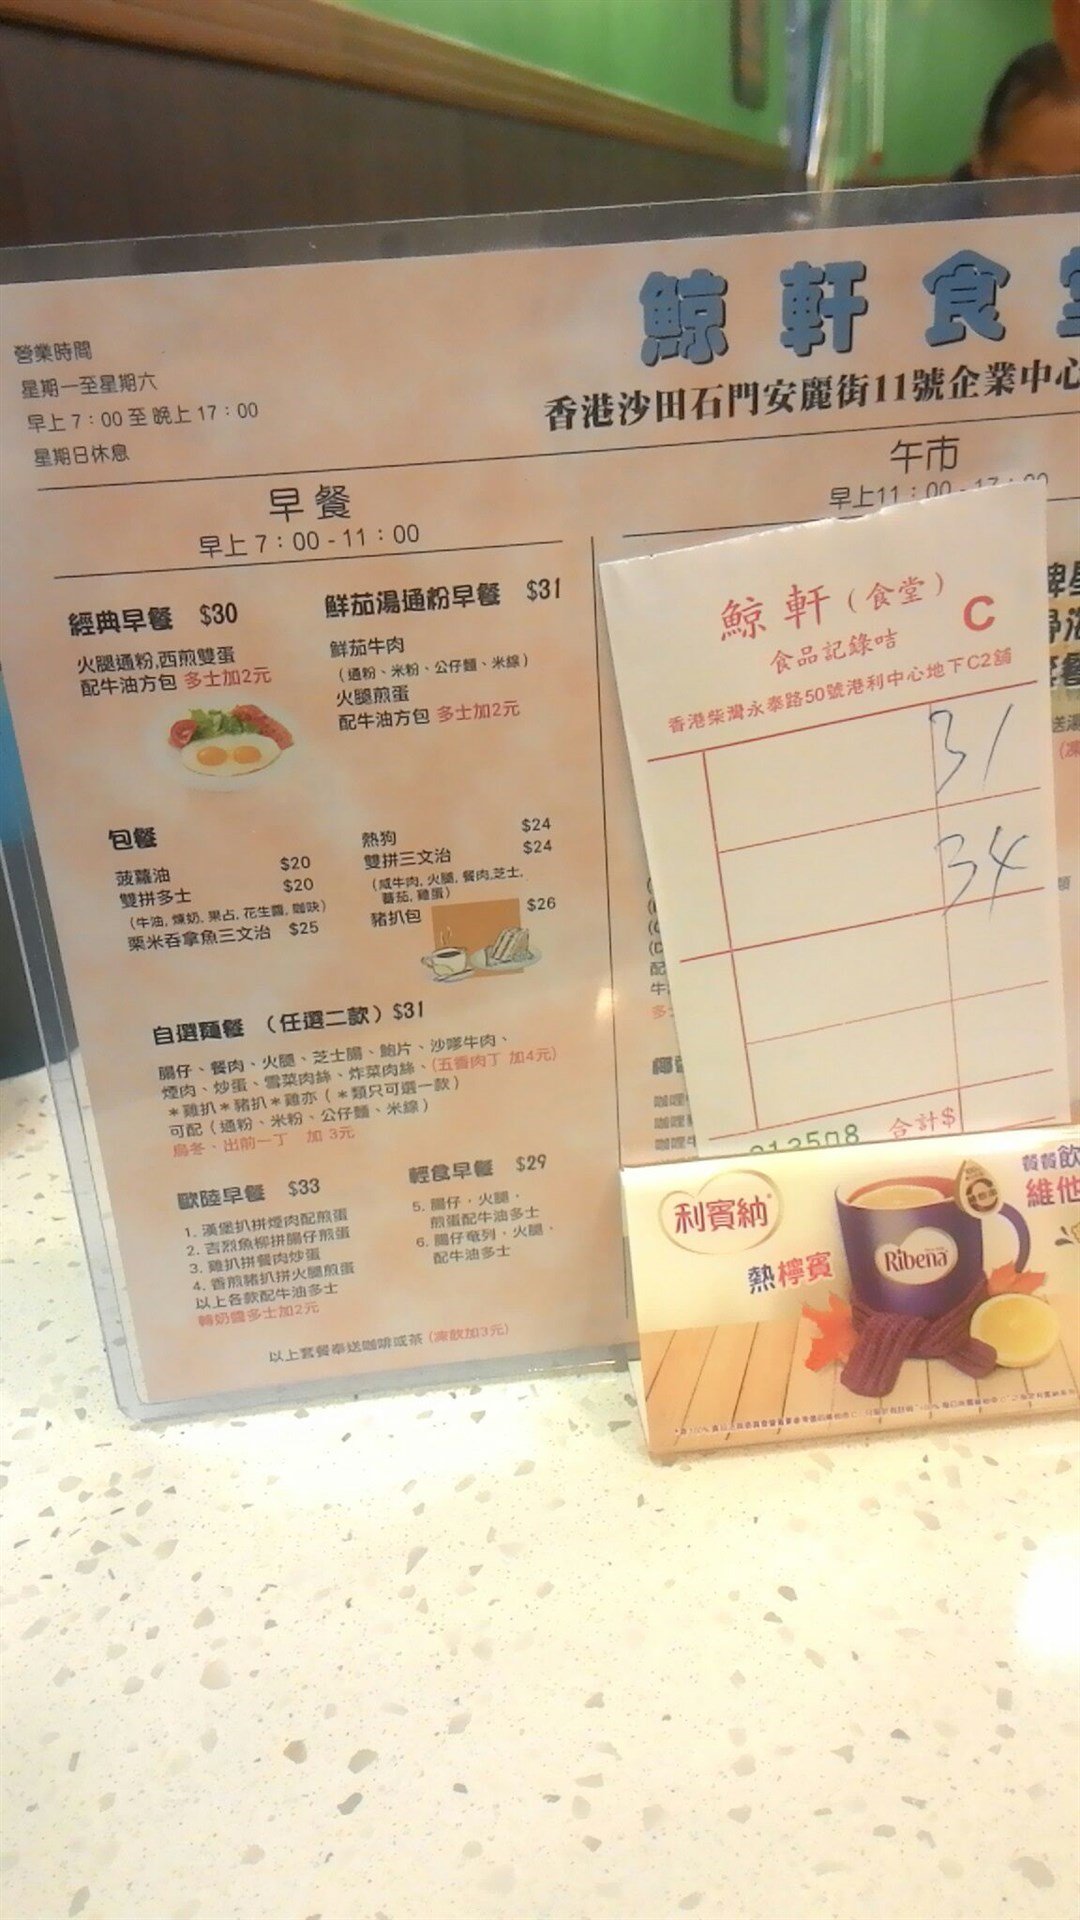 鯨軒食
香港沙田石門安麗街11號企業中心
營業時間
星期一至星期六
早上 7：00 至 晚上 17：00
星期日休息
早餐
早上 7：00 - 11：00
經典早餐 $30
火腿通粉,西煎雙蛋
配牛油方包 多士加2元
鮮茄湯通粉早餐 $31
鮮茄牛肉
（通粉、米粉、公仔麵、米線）
火腿煎蛋
配牛油方包 多士加2元
包餐
菠蘿油 $20
雙拼多士 $20
（牛油, 煉奶, 果占, 花生醬, 咖央）
粟米吞拿魚三文治 $25
熱狗 $24
雙拼三文治 $24
（咸牛肉, 火腿, 餐肉,芝士,
蕃茄, 雞蛋）
豬扒包 $26
自選麵餐 （任選二款）$31
腸仔、餐肉、火腿、芝士腸、鮑片、沙嗲牛肉、
煙肉、炒蛋、雪菜肉絲、炸菜肉絲、(五香肉丁 加4元)
＊雞扒＊豬扒＊雞亦（＊類只可選一款）
可配（通粉、米粉、公仔麵、米線）
烏冬、出前一丁 加 3元
歐陸早餐 $33
1. 漢堡扒拼煙肉配煎蛋
2. 吉烈魚柳拼腸仔煎蛋
3. 雞扒拼餐肉炒蛋
4. 香煎豬扒拼火腿煎蛋
以上各款配牛油多士
轉奶醬多士加2元
輕食早餐 $29
5. 腸仔，火腿，
煎蛋配牛油多士
6. 腸仔奄列，火腿，
配牛油多士
以上套餐奉送咖啡或茶 (凍飲加3元)
午市
早上11：00 - 17：00
鯨軒（食堂）
C
食品記錄咭
香港柴灣永泰路50號港利中心地下C2舖
31
34
合計$
利賓納
熱檸賓
Ribena
餐餐飲
維他